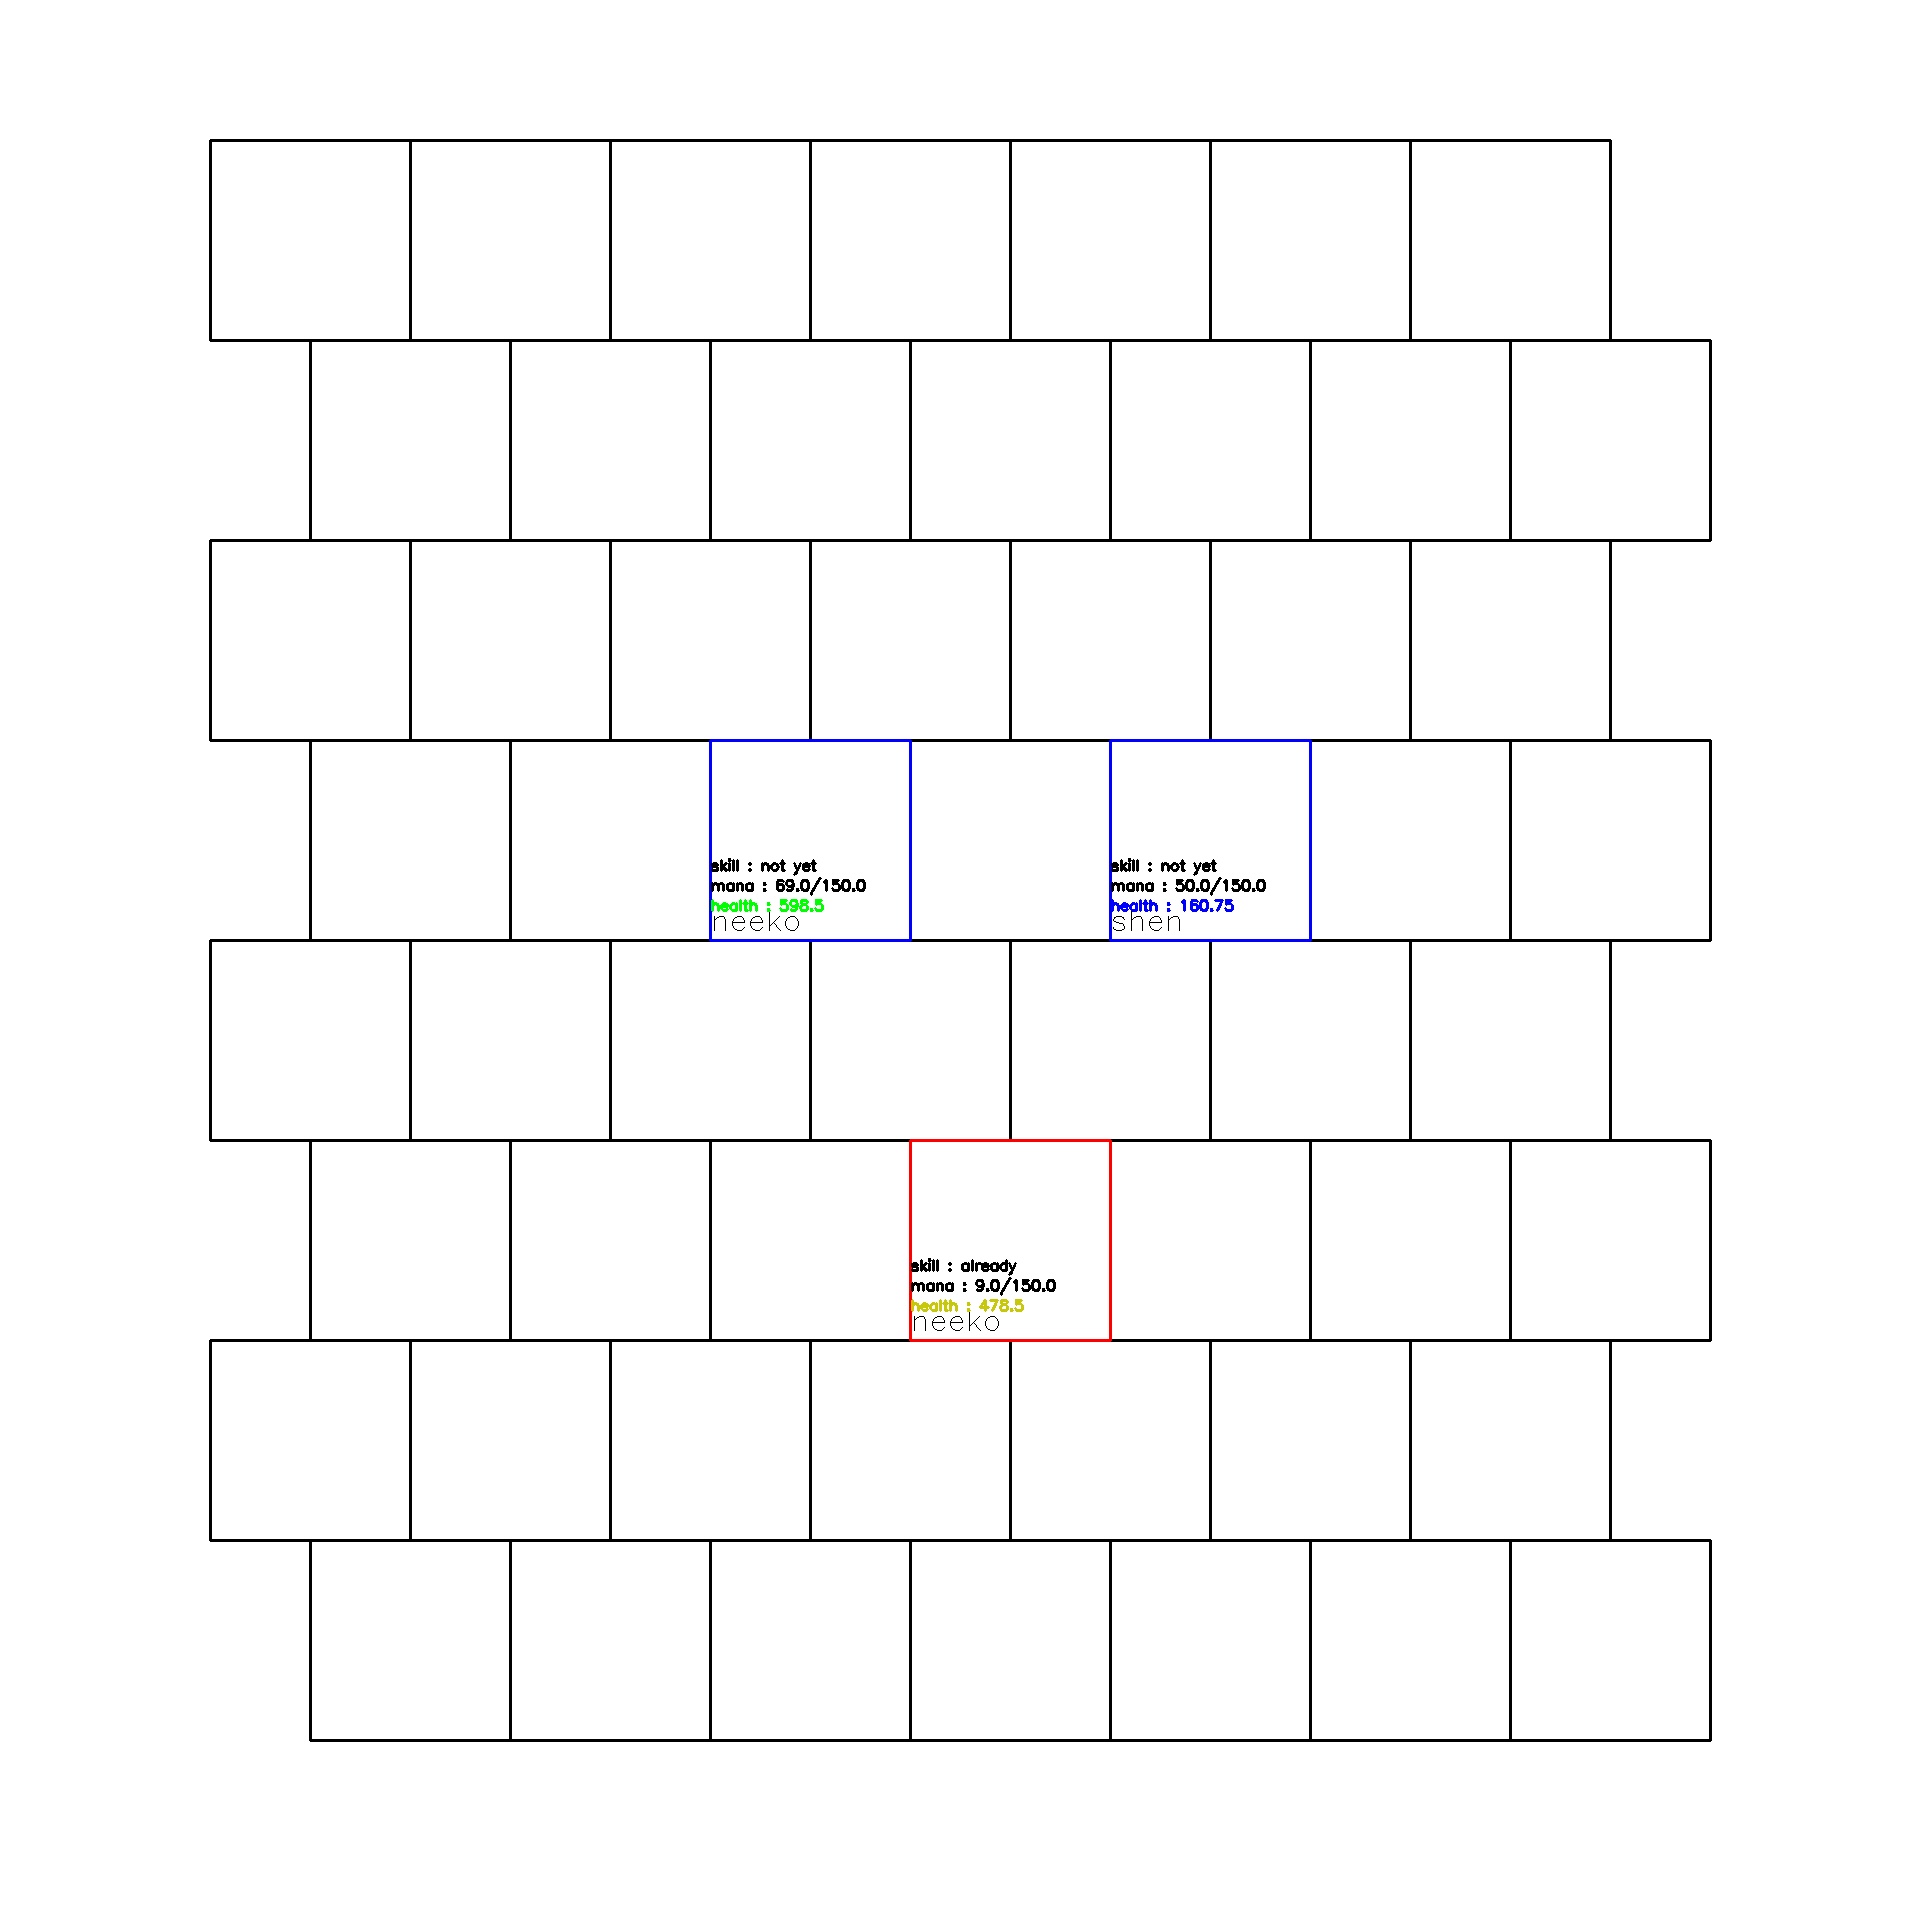 skill : not yet
mana : 69.0/150.0
health : 598.5
neeko
skill : not yet
mana : 50.0/150.0
health : 160.75
shen
skill : already
mana : 9.0/150.0
health : 478.5
neeko